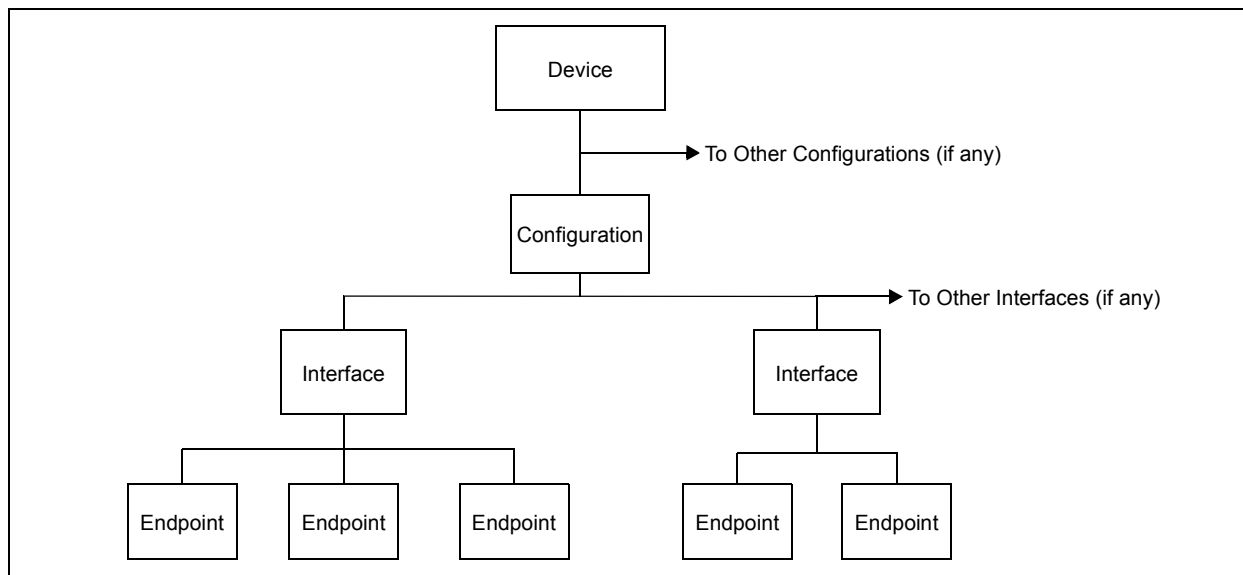 Device
To Other Configurations (if any)
Configuration
To Other Interfaces (if any)
Interface
Interface
Endpoint
Endpoint
Endpoint
Endpoint
Endpoint